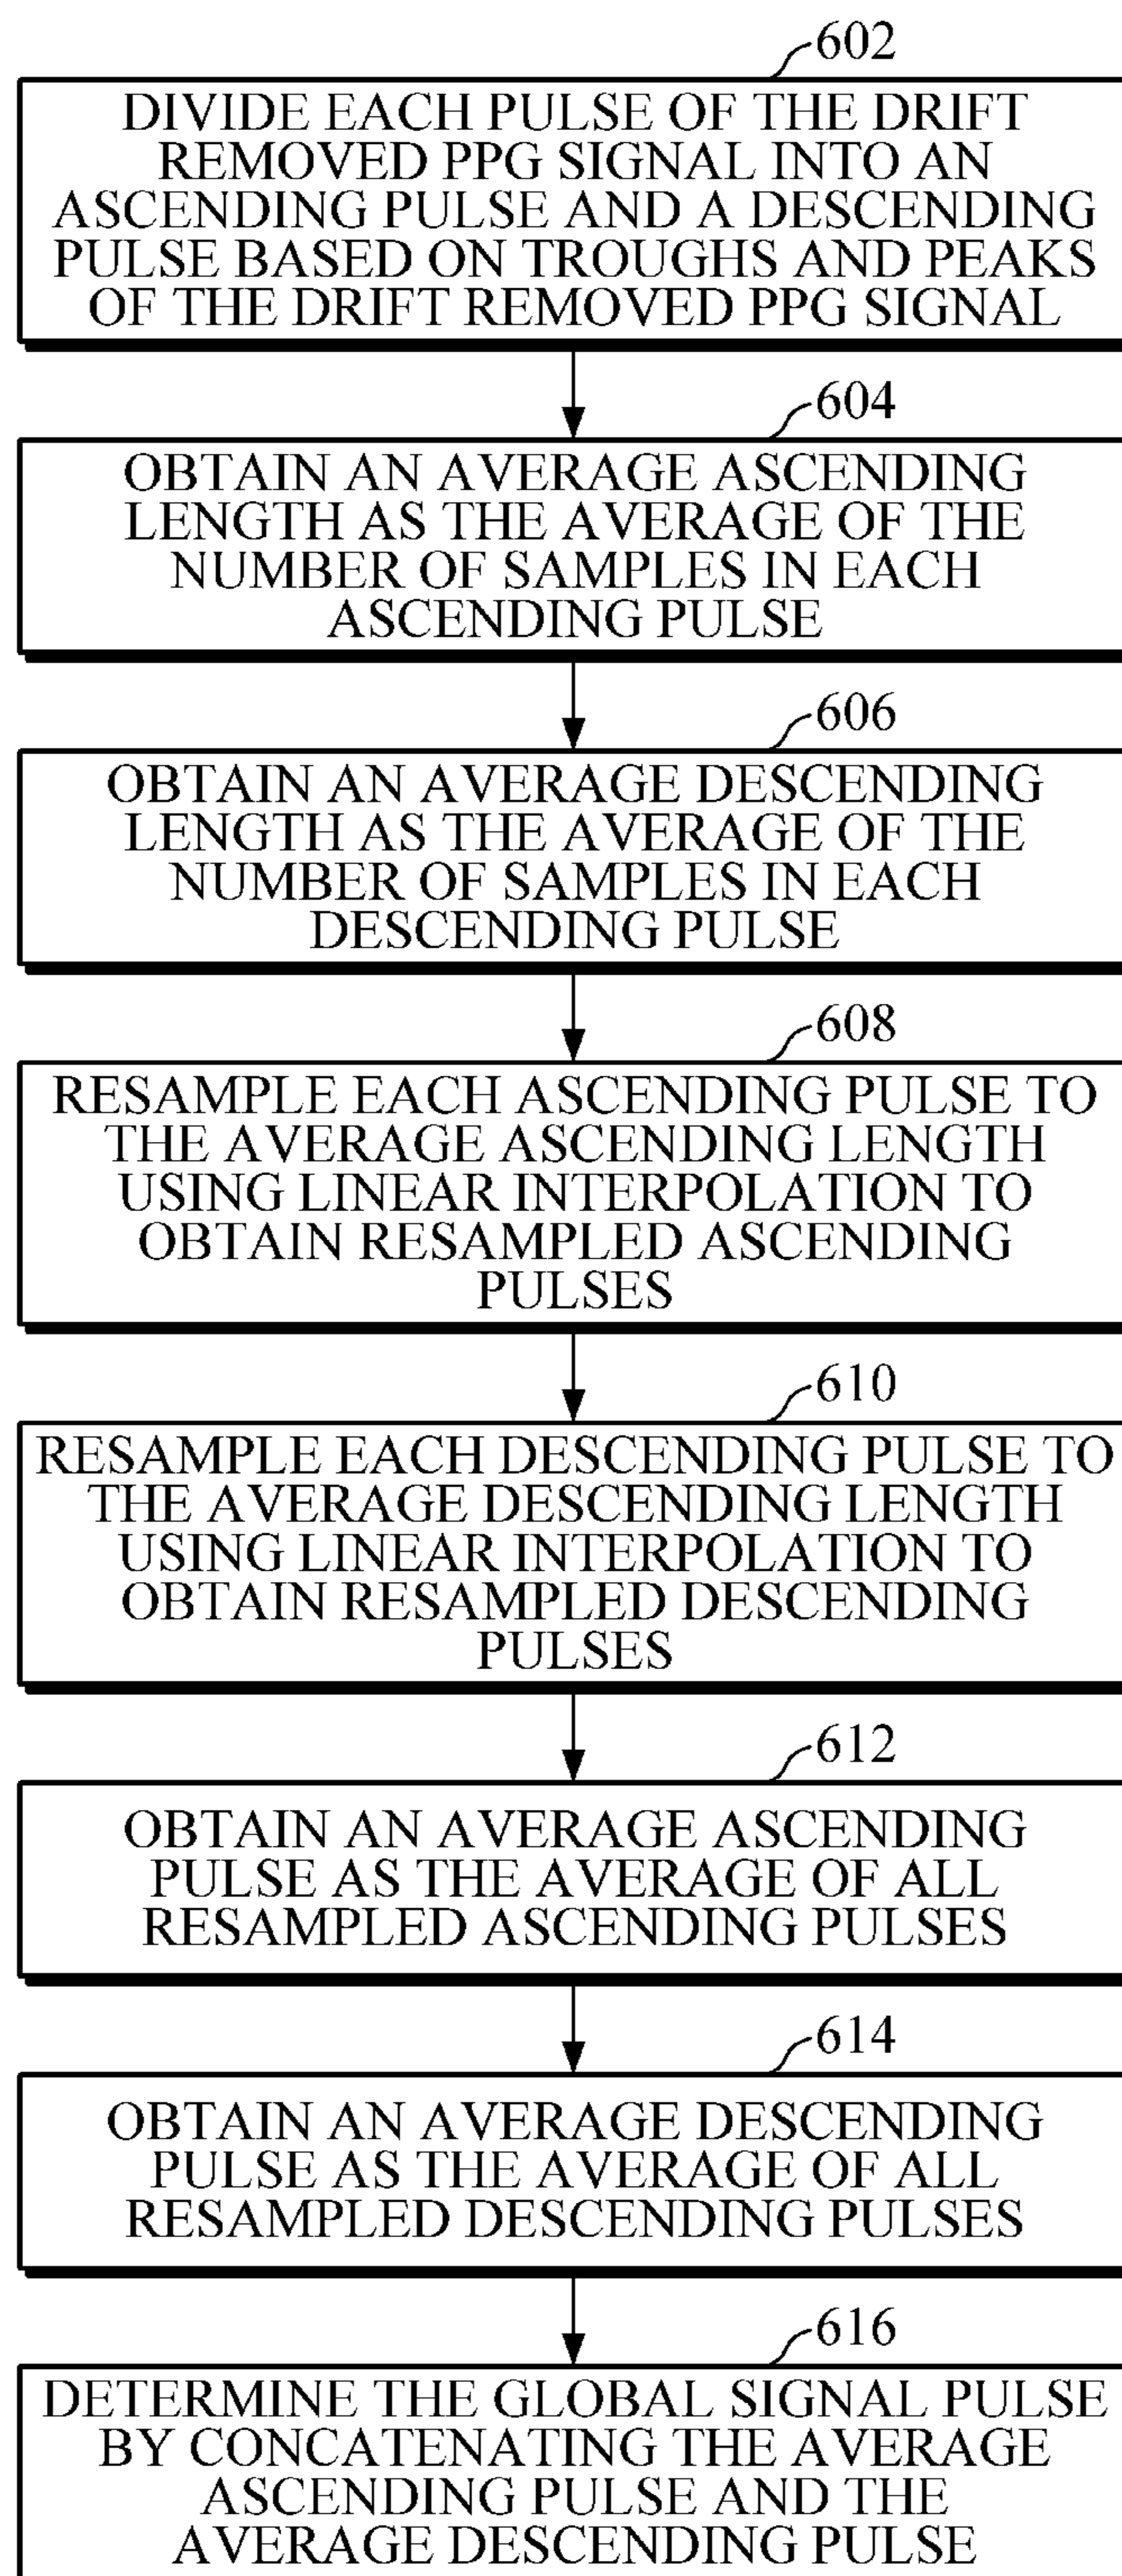 602
DIVIDE EACH PULSE OF THE DRIFT
REMOVED PPG SIGNAL INTO AN
ASCENDING PULSE AND A DESCENDING
PULSE BASED ON TROUGHS AND PEAKS
OF THE DRIFT REMOVED PPG SIGNAL
604
OBTAIN AN AVERAGE ASCENDING
LENGTH AS THE AVERAGE OF THE
NUMBER OF SAMPLES IN EACH
ASCENDING PULSE
606
OBTAIN AN AVERAGE DESCENDING
LENGTH AS THE AVERAGE OF THE
NUMBER OF SAMPLES IN EACH
DESCENDING PULSE
608
RESAMPLE EACH ASCENDING PULSE TO
THE AVERAGE ASCENDING LENGTH
USING LINEAR INTERPOLATION TO
OBTAIN RESAMPLED ASCENDING
PULSES
610
RESAMPLE EACH DESCENDING PULSE TO
THE AVERAGE DESCENDING LENGTH
USING LINEAR INTERPOLATION TO
OBTAIN RESAMPLED DESCENDING
PULSES
612
OBTAIN AN AVERAGE ASCENDING
PULSE AS THE AVERAGE OF ALL
RESAMPLED ASCENDING PULSES
614
OBTAIN AN AVERAGE DESCENDING
PULSE AS THE AVERAGE OF ALL
RESAMPLED DESCENDING PULSES
616
DETERMINE THE GLOBAL SIGNAL PULSE
BY CONCATENATING THE AVERAGE
ASCENDING PULSE AND THE
AVERAGE DESCENDING PULSE